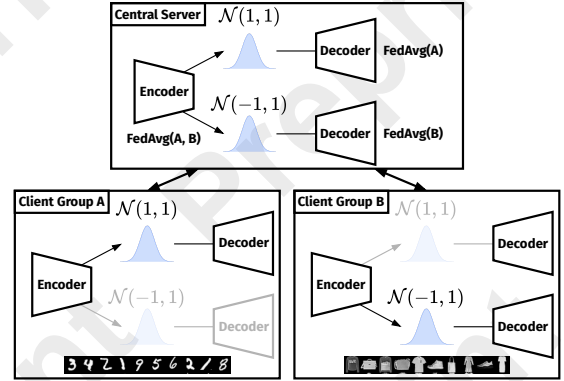 Central Server
𝒩(1, 1)
Decoder
FedAvg(A)
Encoder
𝒩(−1, 1)
FedAvg(A, B)
Decoder
FedAvg(B)
Client Group A
𝒩(1, 1)
Decoder
Encoder
𝒩(−1, 1)
Decoder
3 4 2 1 9 5 6 2 1 8
Client Group B
𝒩(1, 1)
Decoder
Encoder
𝒩(−1, 1)
Decoder
Preprint